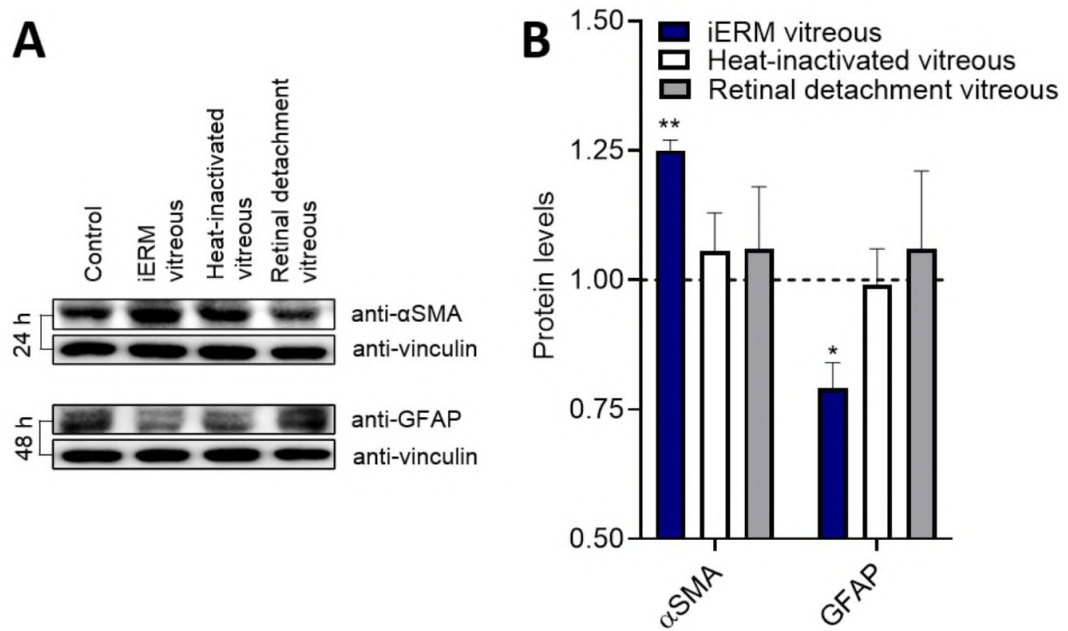 A
Control
iERM
vitreous
Heat-inactivated
vitreous
Retinal detachment
vitreous
24 h
anti-αSMA
anti-vinculin
48 h
anti-GFAP
anti-vinculin
B
iERM vitreous
Heat-inactivated vitreous
Retinal detachment vitreous
Protein levels
1.50
1.25
1.00
0.75
0.50
**
*
αSMA
GFAP